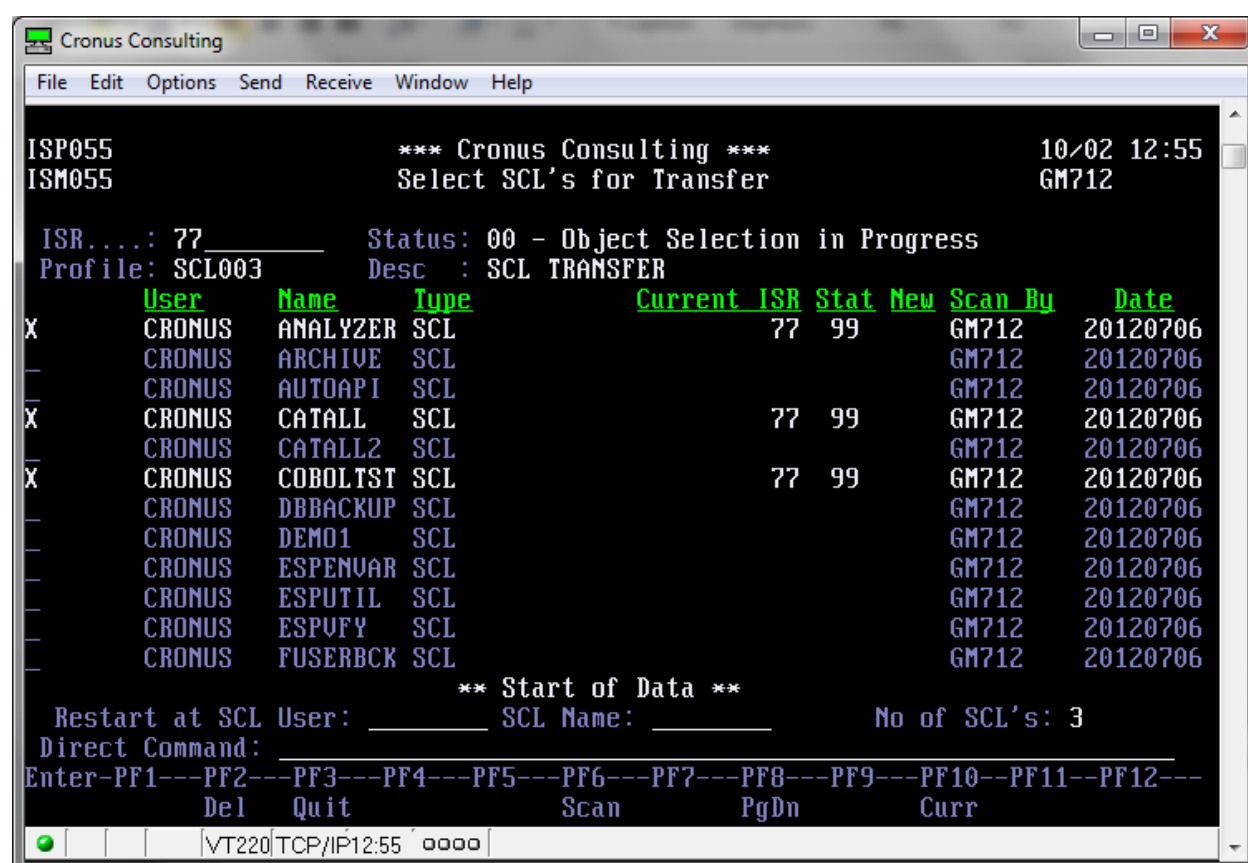 Cronus Consulting
File Edit Options Send Receive Window Help
ISP055 *** Cronus Consulting *** 10/02 12:55
ISM055 Select SCL's for Transfer GM712
ISR....: 77________ Status: 00 - Object Selection in Progress
Profile: SCL003 Desc : SCL TRANSFER
User Name Type Current ISR Stat New Scan By Date
X CRONUS ANALYZER SCL 77 99 GM712 20120706
_ CRONUS ARCHIVE SCL GM712 20120706
_ CRONUS AUTOAPI SCL GM712 20120706
X CRONUS CATALL SCL 77 99 GM712 20120706
_ CRONUS CATALL2 SCL GM712 20120706
X CRONUS COBOLTST SCL 77 99 GM712 20120706
_ CRONUS DBBACKUP SCL GM712 20120706
_ CRONUS DEMO1 SCL GM712 20120706
_ CRONUS ESPENVAR SCL GM712 20120706
_ CRONUS ESPUTIL SCL GM712 20120706
_ CRONUS ESPVFY SCL GM712 20120706
_ CRONUS FUSERBCK SCL GM712 20120706
** Start of Data **
Restart at SCL User: ________ SCL Name: ________ No of SCL's: 3
Direct Command: ____________________________________________________________
Enter-PF1---PF2---PF3---PF4---PF5---PF6---PF7---PF8---PF9---PF10--PF11--PF12---
Del Quit Scan PgDn Curr
VT220 TCP/IP 12:55